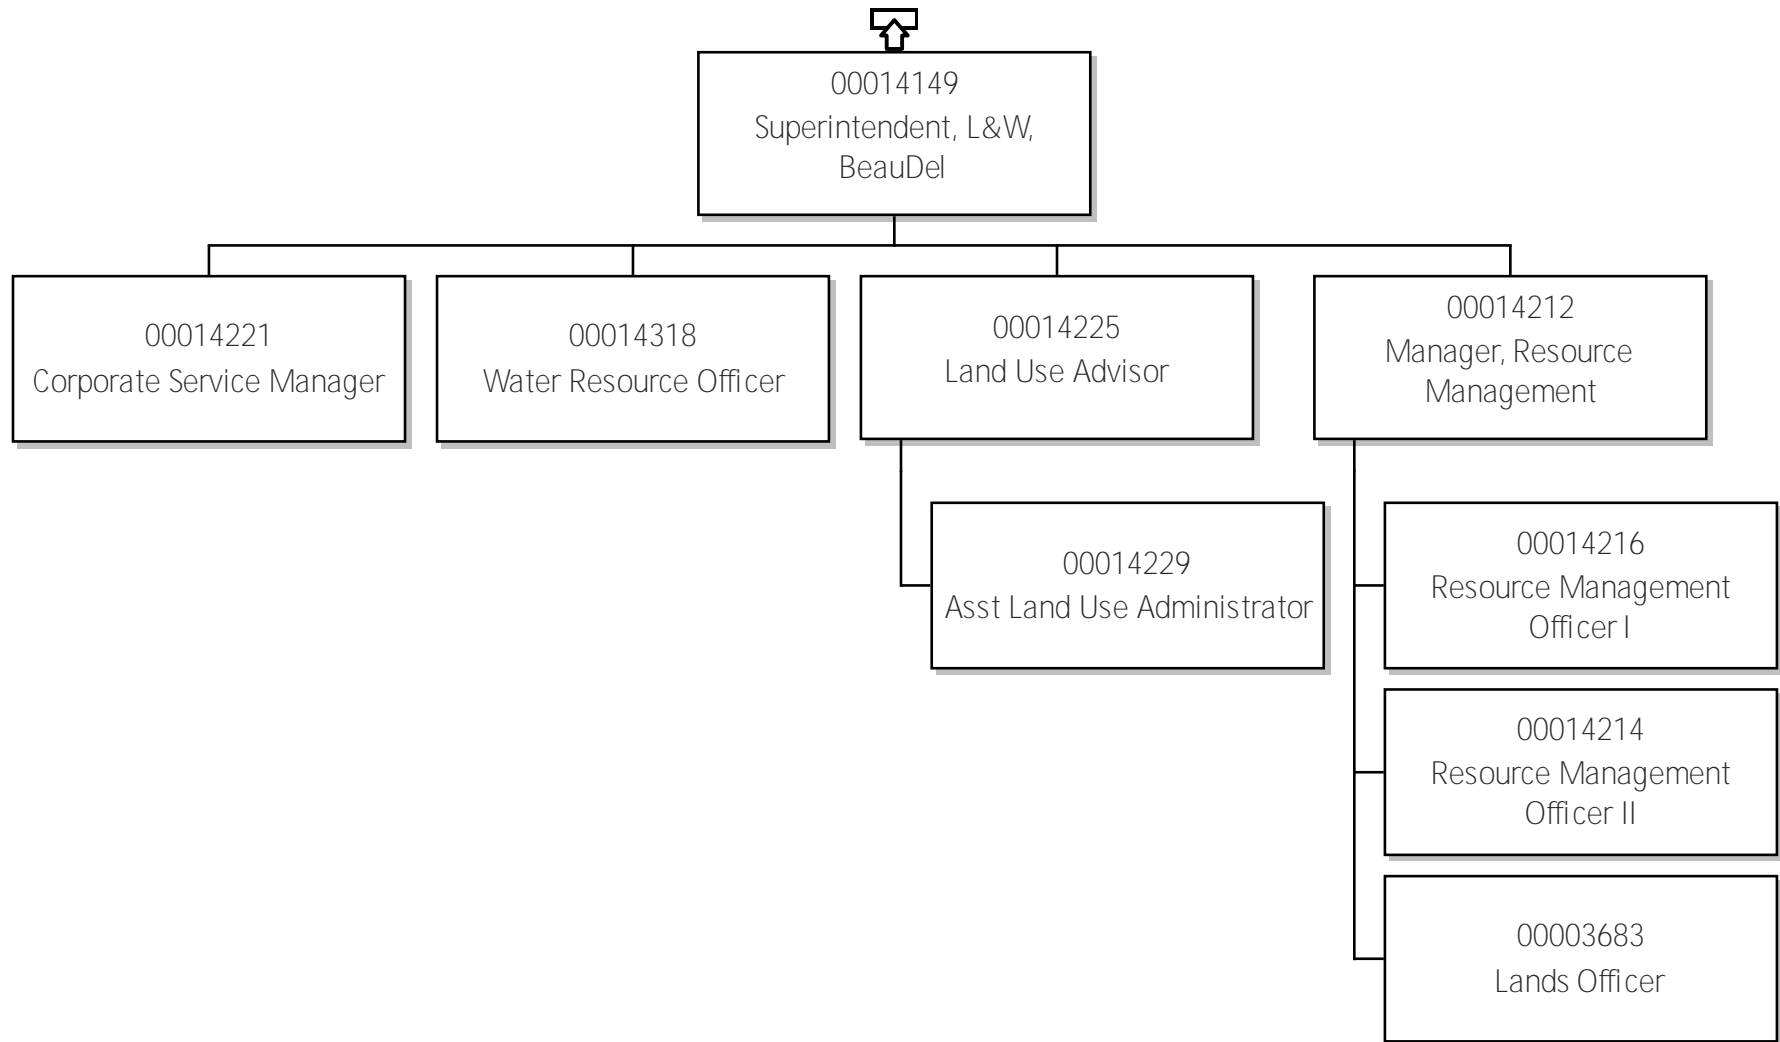 00014149
Superintendent, L&W,
BeauDel
00014221
Corporate Service Manager
00014318
Water Resource Officer
00014225
Land Use Advisor
00014212
Manager, Resource
Management
00014229
Asst Land Use Administrator
00014216
Resource Management
Officer I
00014214
Resource Management
Officer II
00003683
Lands Officer